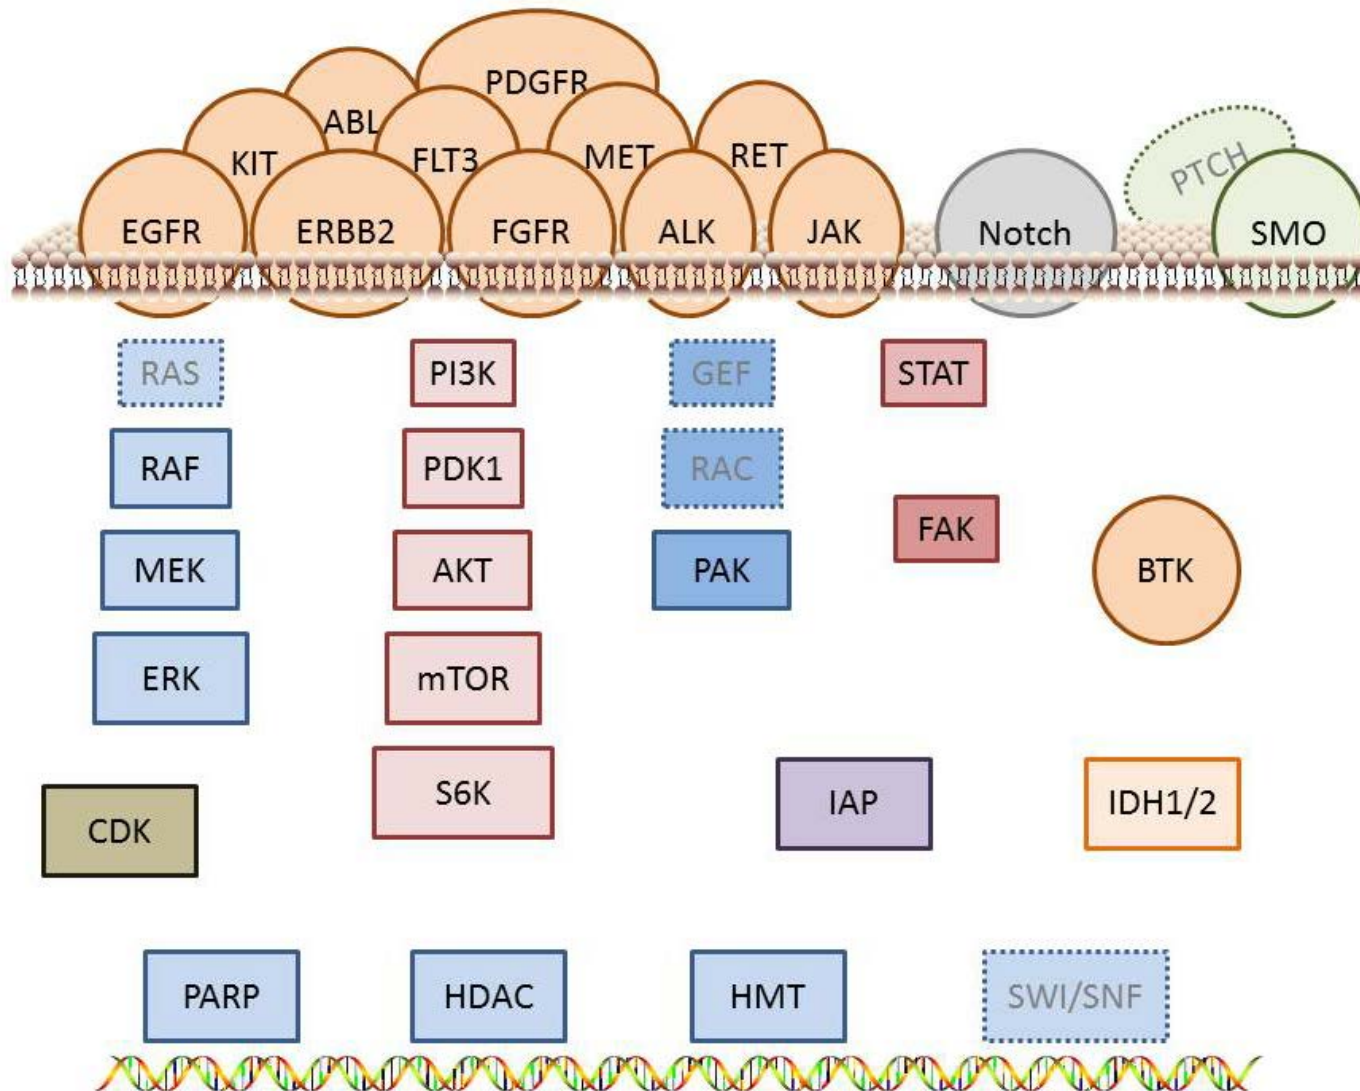 PDGFR
ABL
KIT
FLT3
MET
RET
PTCH
EGFR
ERBB2
FGFR
ALK
JAK
Notch
SMO
RAS
PI3K
GEF
STAT
RAF
PDK1
RAC
FAK
MEK
AKT
PAK
BTK
ERK
mTOR
S6K
IAP
IDH1/2
CDK
PARP
HDAC
HMT
SWI/SNF